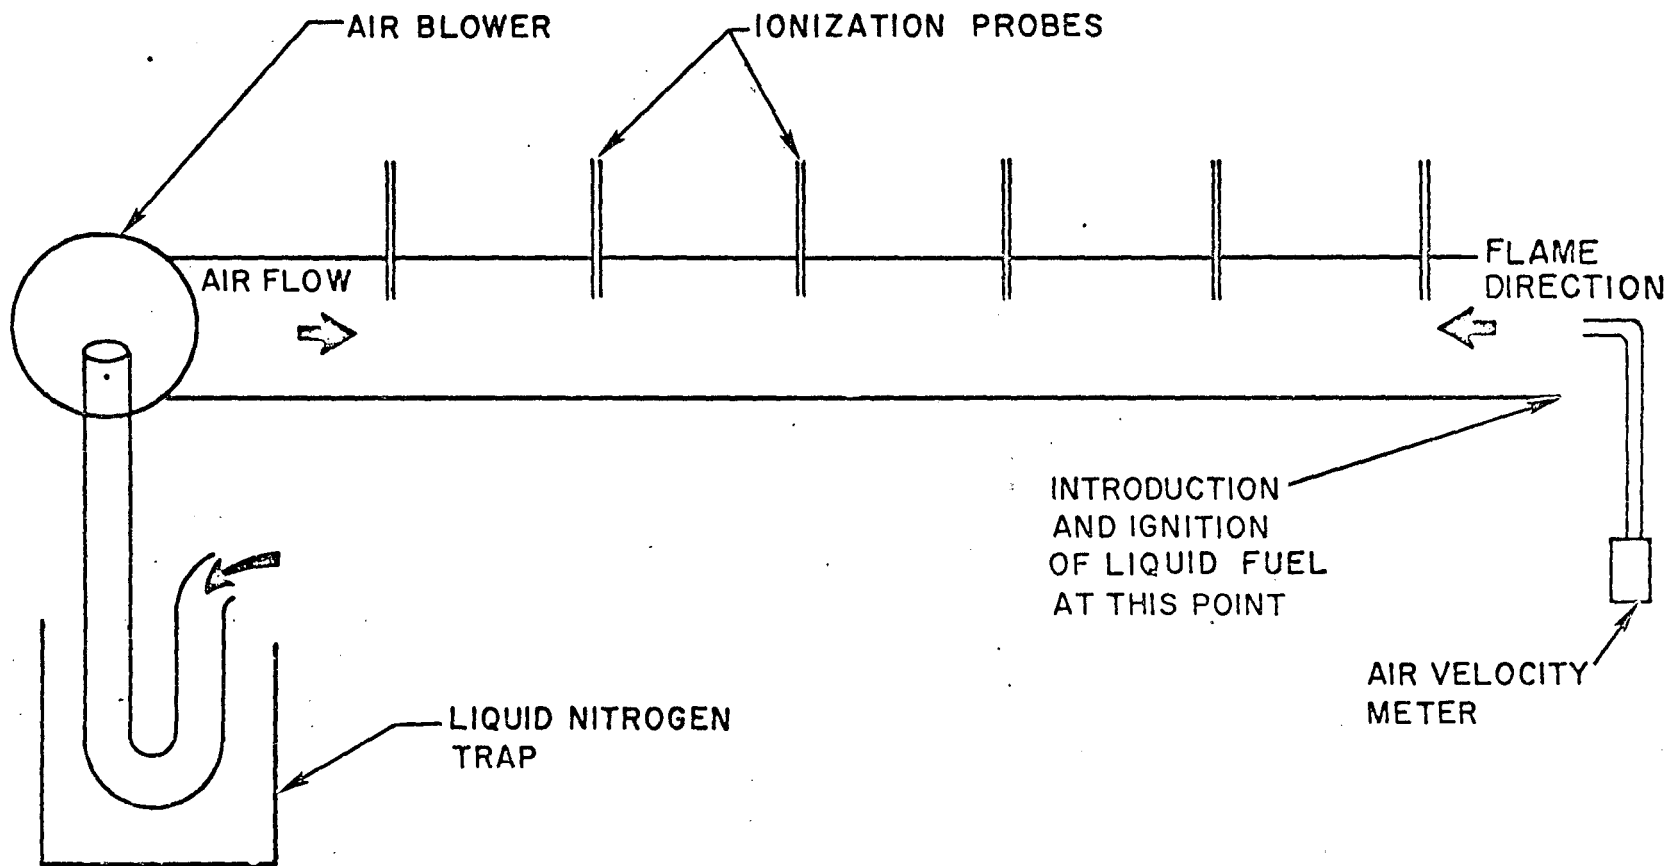 AIR BLOWER
IONIZATION PROBES
AIR FLOW
FLAME
DIRECTION
INTRODUCTION
AND IGNITION
OF LIQUID FUEL
AT THIS POINT
AIR VELOCITY
METER
LIQUID NITROGEN
TRAP